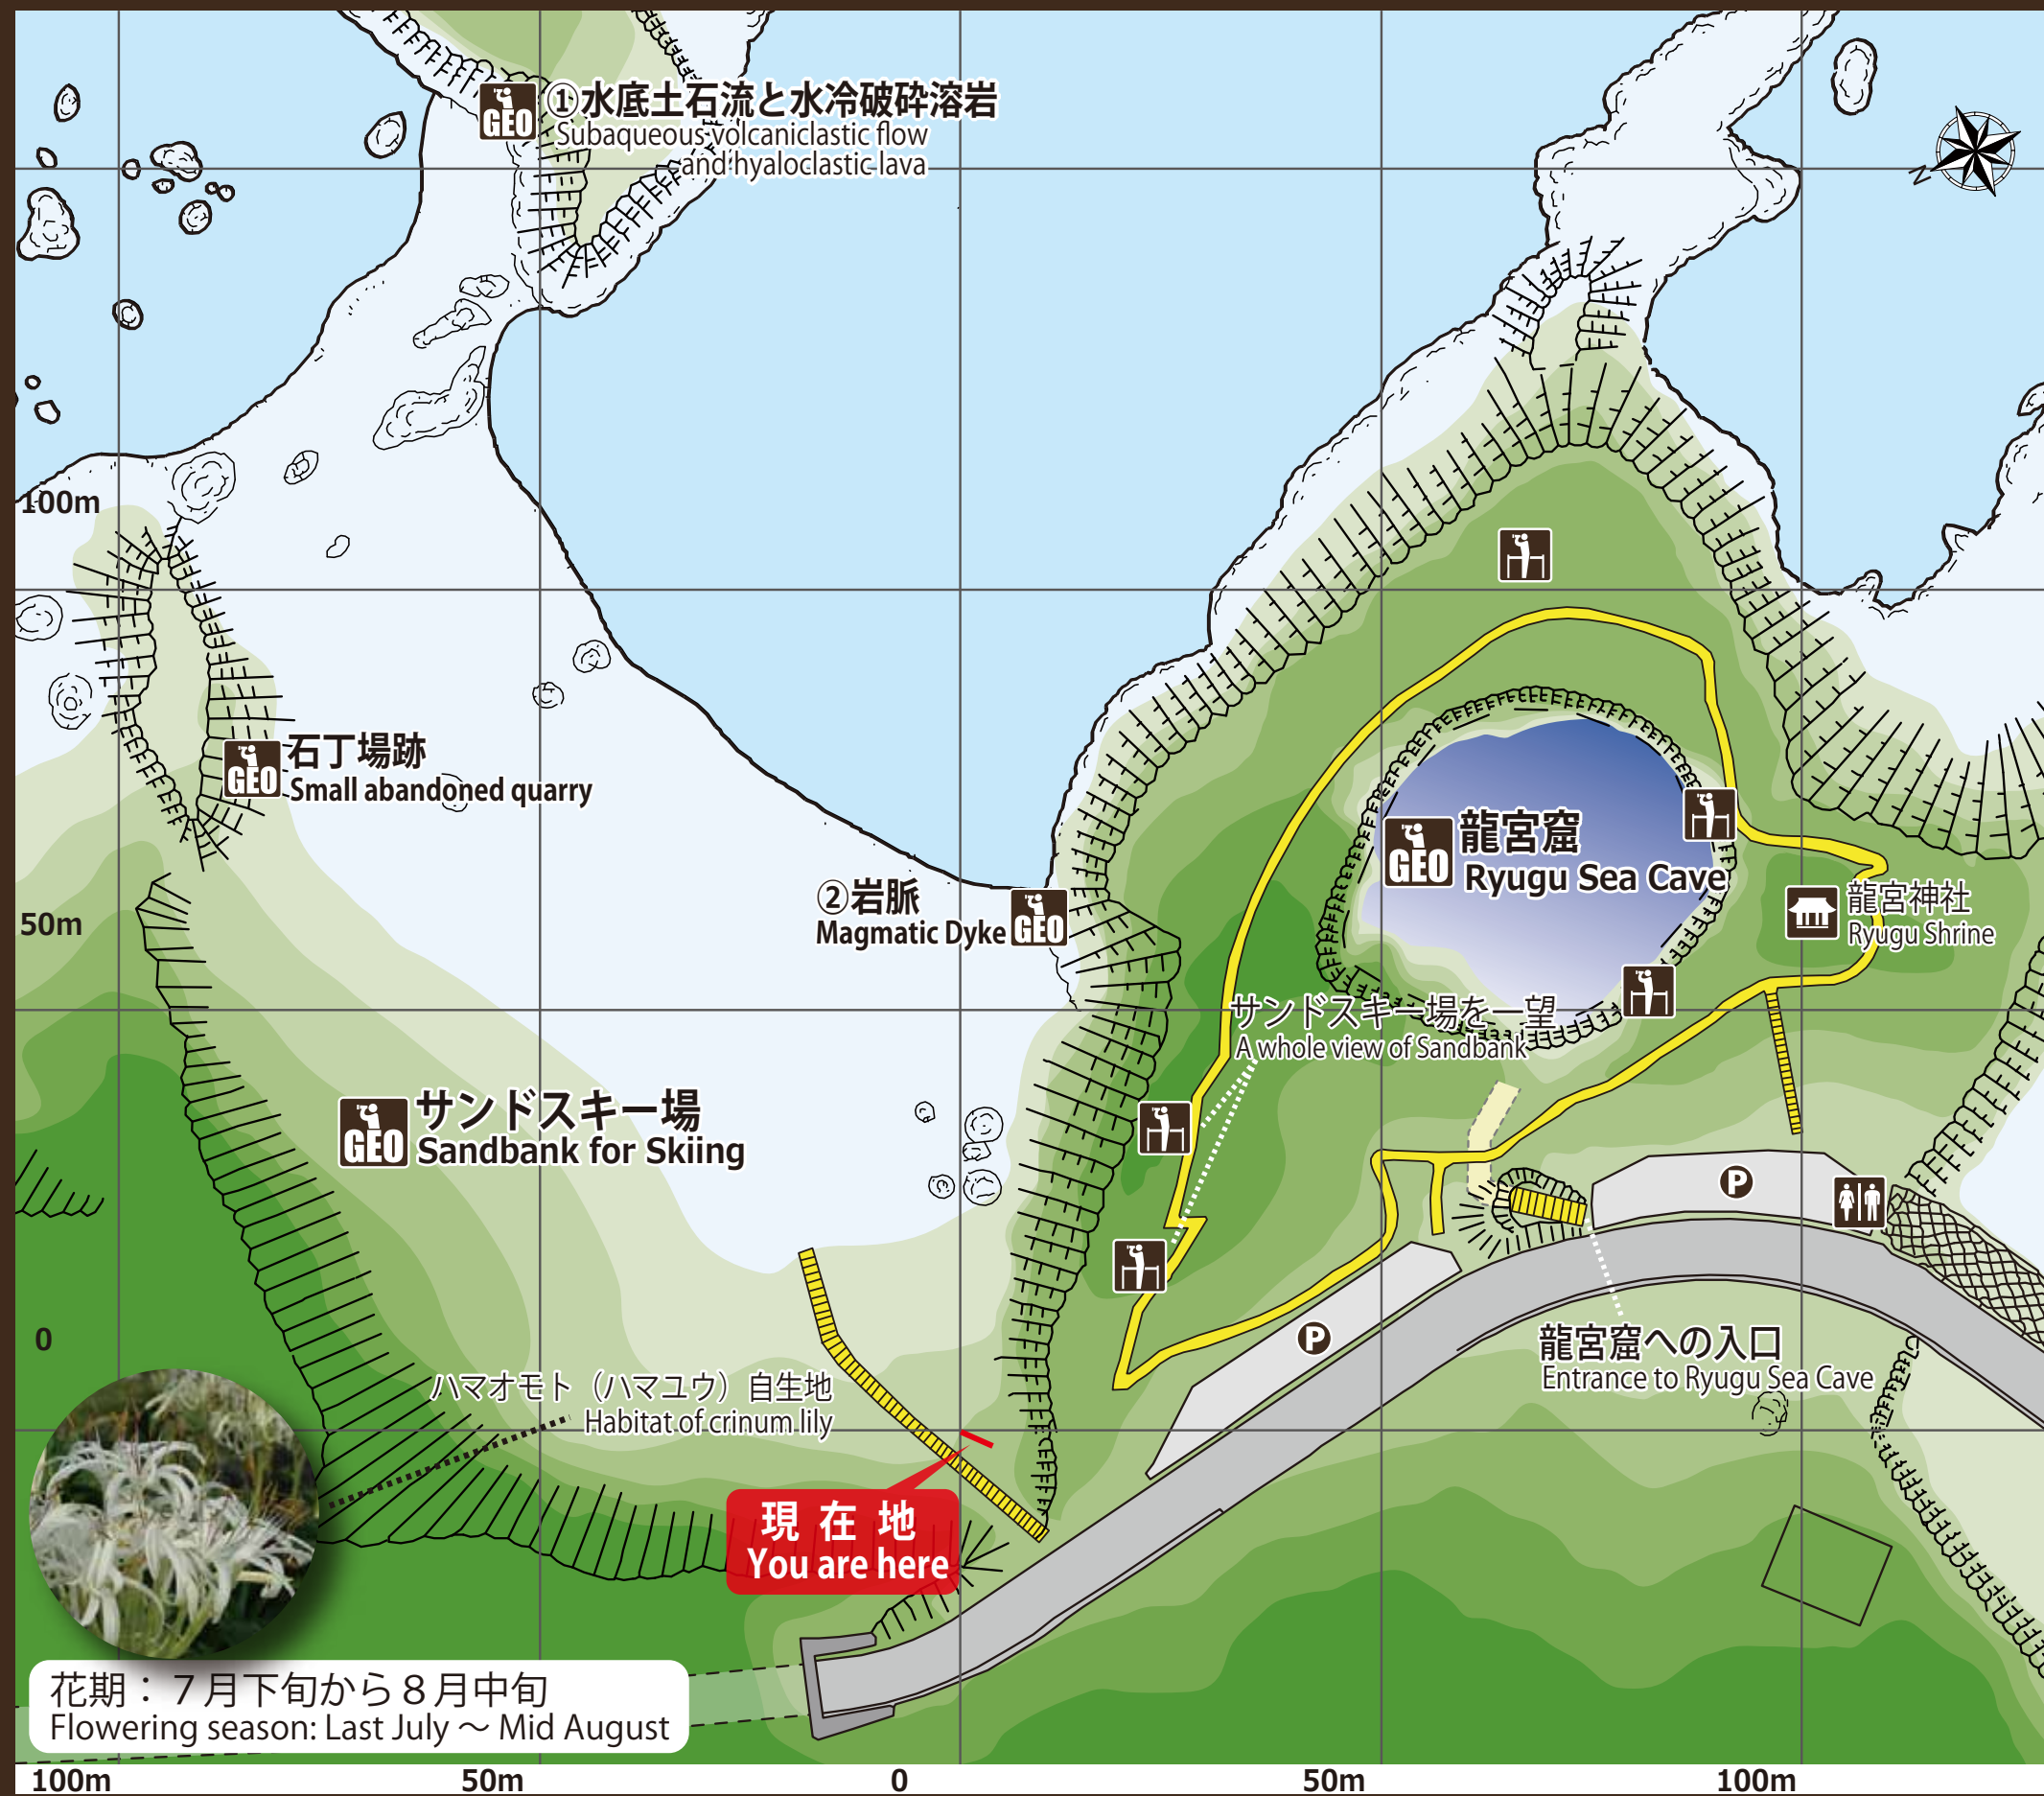 GEO
①水底土石流と水冷破砕溶岩
Subaqueous volcaniclastic flow
and hyaloclastic lava
N
100m
石丁場跡
GEO
Small abandoned quarry
龍宮窟
GEO
Ryugu Sea Cave
②岩脈
Magmatic Dyke
GEO
龍宮神社
Ryugu Shrine
50m
サンドスキー場を一望
A whole view of Sandbank
サンドスキー場
GEO
Sandbank for Skiing
P
P
0
龍宮窟への入口
Entrance to Ryugu Sea Cave
ハマオモト（ハマユウ）自生地
Habitat of crinum lily
現在地
You are here
花期：７月下旬から８月中旬
Flowering season: Last July ～ Mid August
100m 50m 0 50m 100m